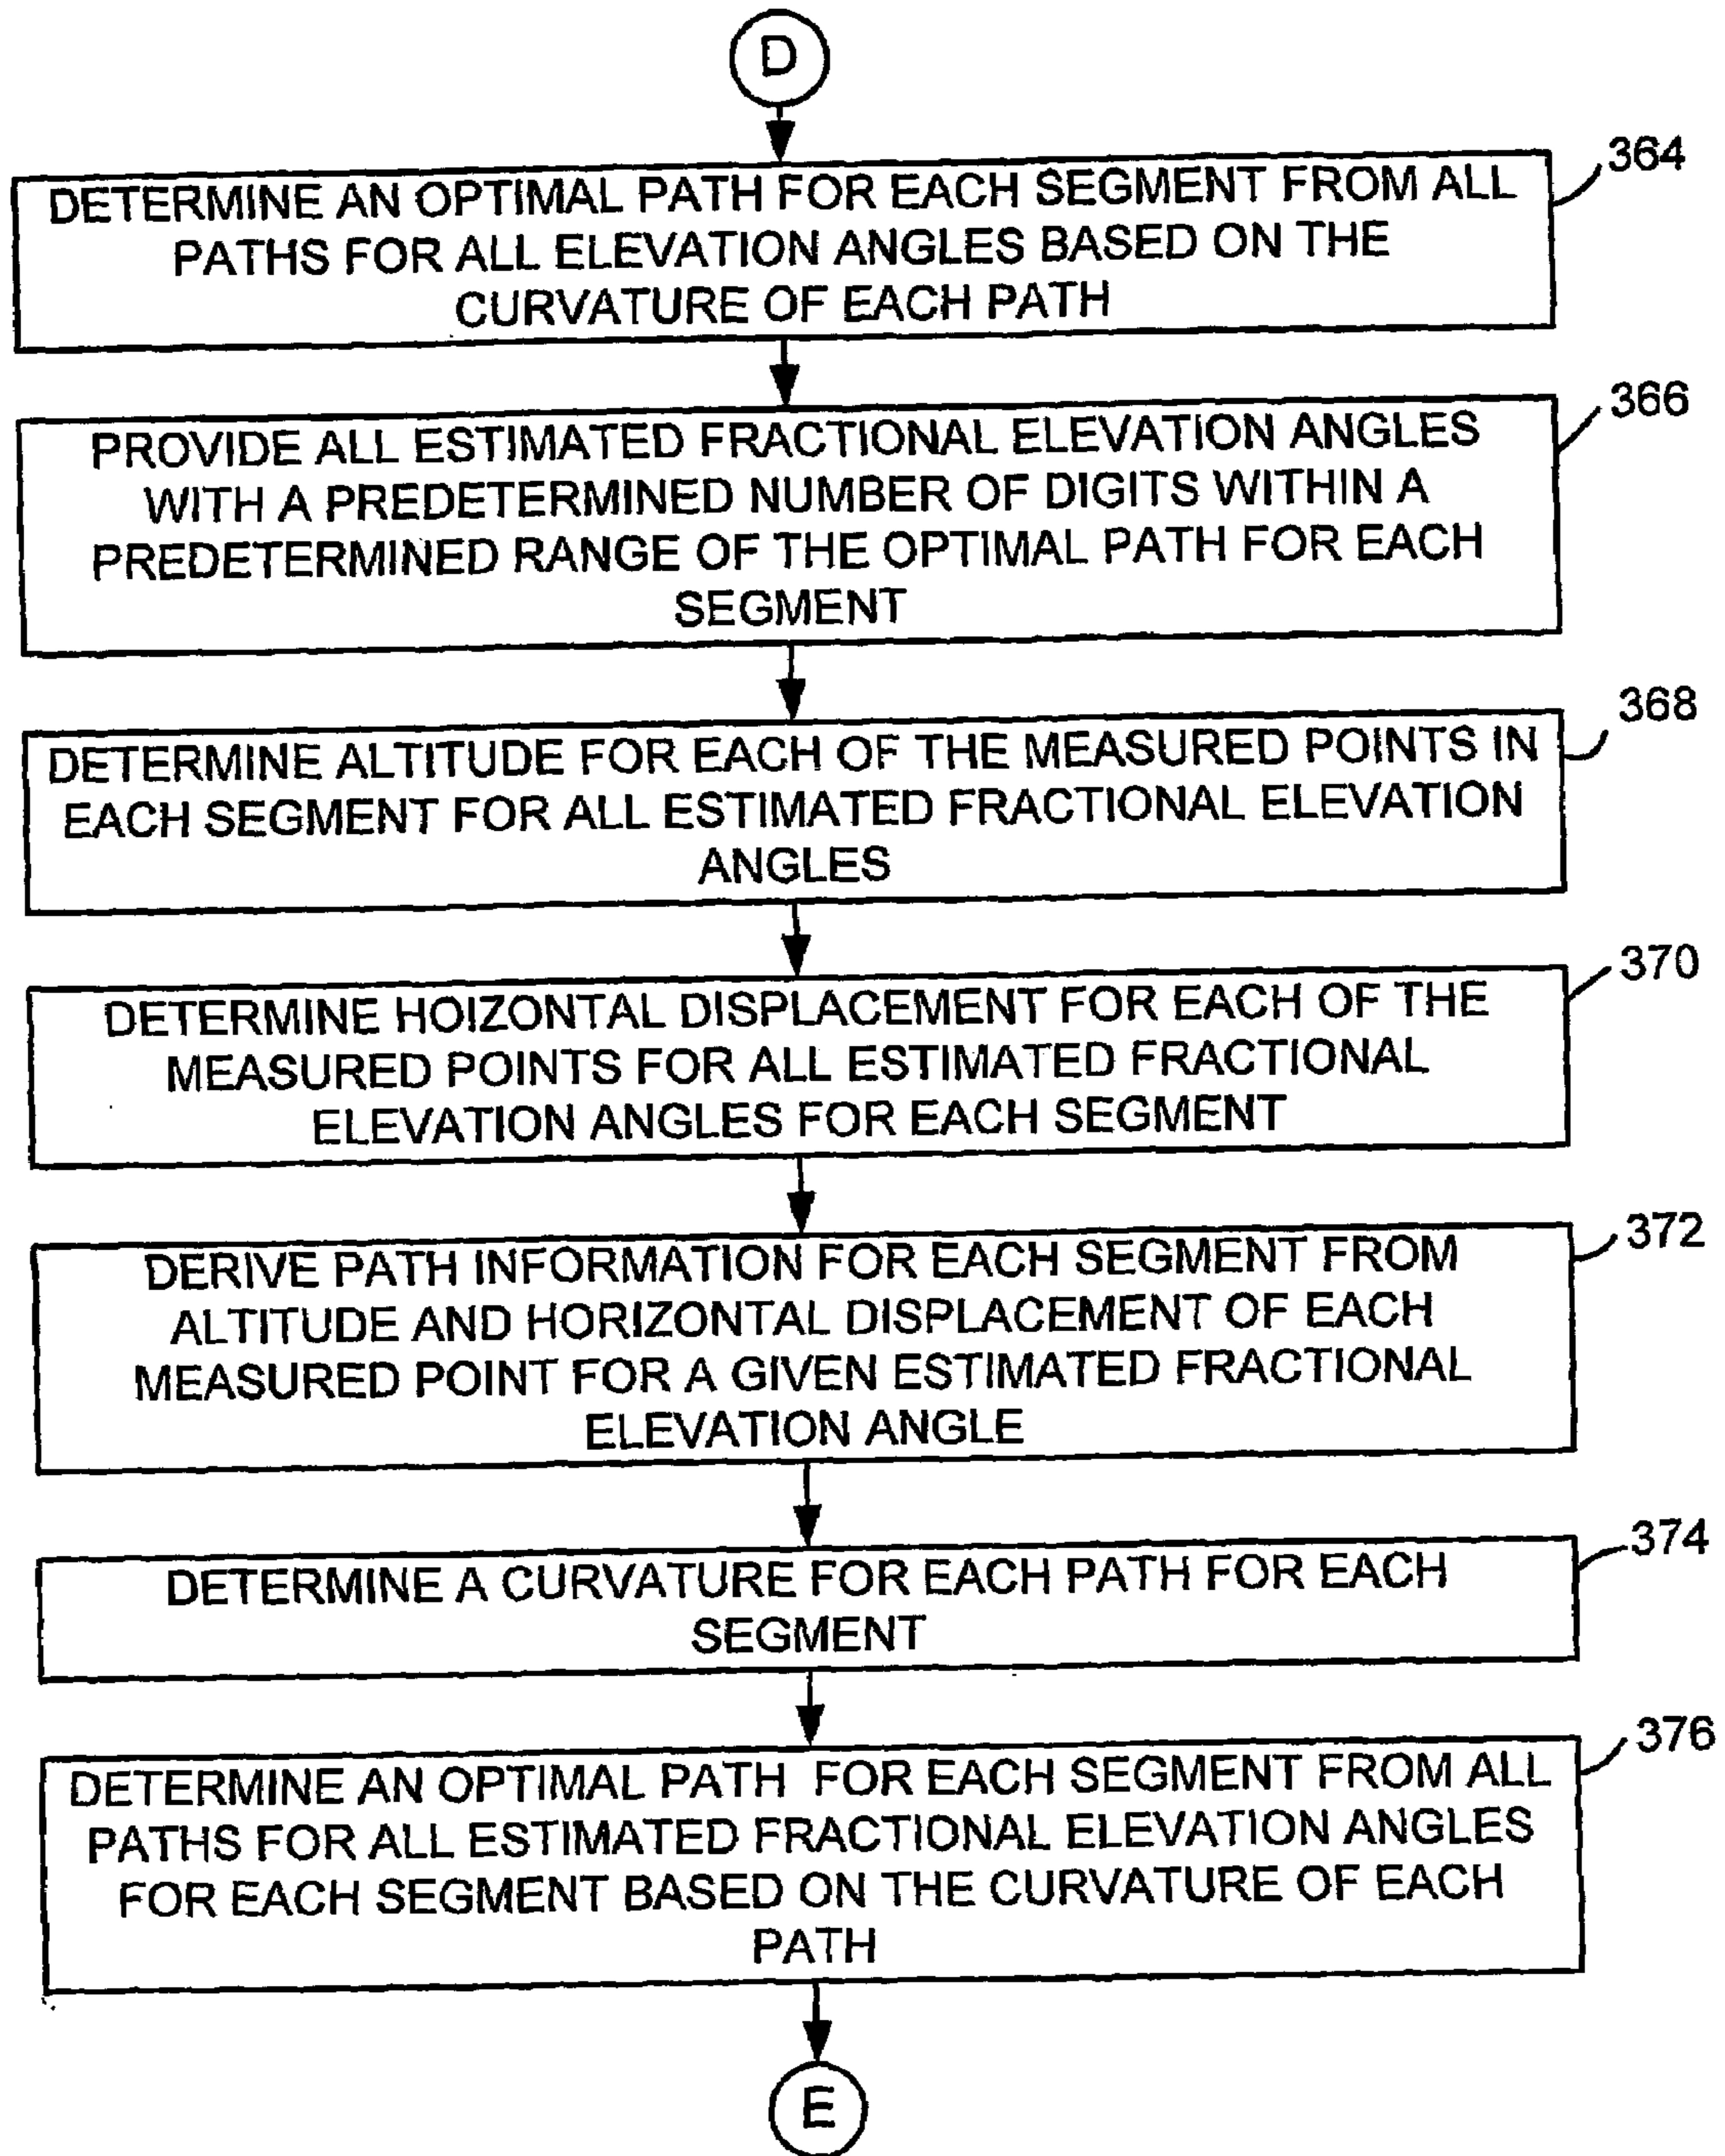 D
364
DETERMINE AN OPTIMAL PATH FOR EACH SEGMENT FROM ALL
PATHS FOR ALL ELEVATION ANGLES BASED ON THE
CURVATURE OF EACH PATH
366
PROVIDE ALL ESTIMATED FRACTIONAL ELEVATION ANGLES
WITH A PREDETERMINED NUMBER OF DIGITS WITHIN A
PREDETERMINED RANGE OF THE OPTIMAL PATH FOR EACH
SEGMENT
368
DETERMINE ALTITUDE FOR EACH OF THE MEASURED POINTS IN
EACH SEGMENT FOR ALL ESTIMATED FRACTIONAL ELEVATION
ANGLES
370
DETERMINE HOIZONTAL DISPLACEMENT FOR EACH OF THE
MEASURED POINTS FOR ALL ESTIMATED FRACTIONAL
ELEVATION ANGLES FOR EACH SEGMENT
372
DERIVE PATH INFORMATION FOR EACH SEGMENT FROM
ALTITUDE AND HORIZONTAL DISPLACEMENT OF EACH
MEASURED POINT FOR A GIVEN ESTIMATED FRACTIONAL
ELEVATION ANGLE
374
DETERMINE A CURVATURE FOR EACH PATH FOR EACH
SEGMENT
376
DETERMINE AN OPTIMAL PATH FOR EACH SEGMENT FROM ALL
PATHS FOR ALL ESTIMATED FRACTIONAL ELEVATION ANGLES
FOR EACH SEGMENT BASED ON THE CURVATURE OF EACH
PATH
E